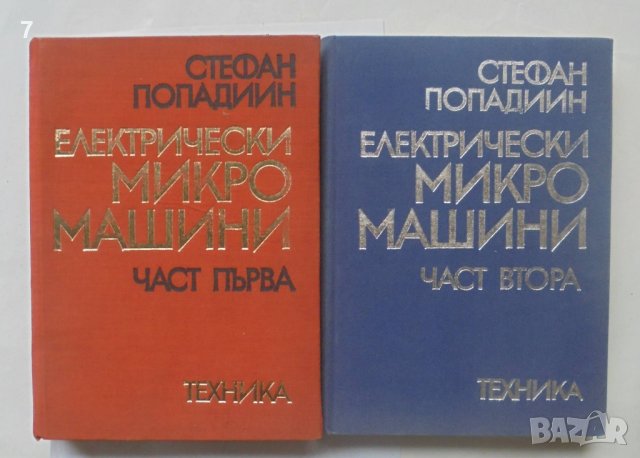 7
СТЕФАН
ПОПАДИИН
ЕЛЕКТРИЧЕСКИ
МИКРО
МАШИНИ
ЧАСТ ПЪРВА
ТЕХНИКА
СТЕФАН
ПОПАДИИН
ЕЛЕКТРИЧЕСКИ
МИКРО
МАШИНИ
ЧАСТ ВТОРА
ТЕХНИКА
BAZAR